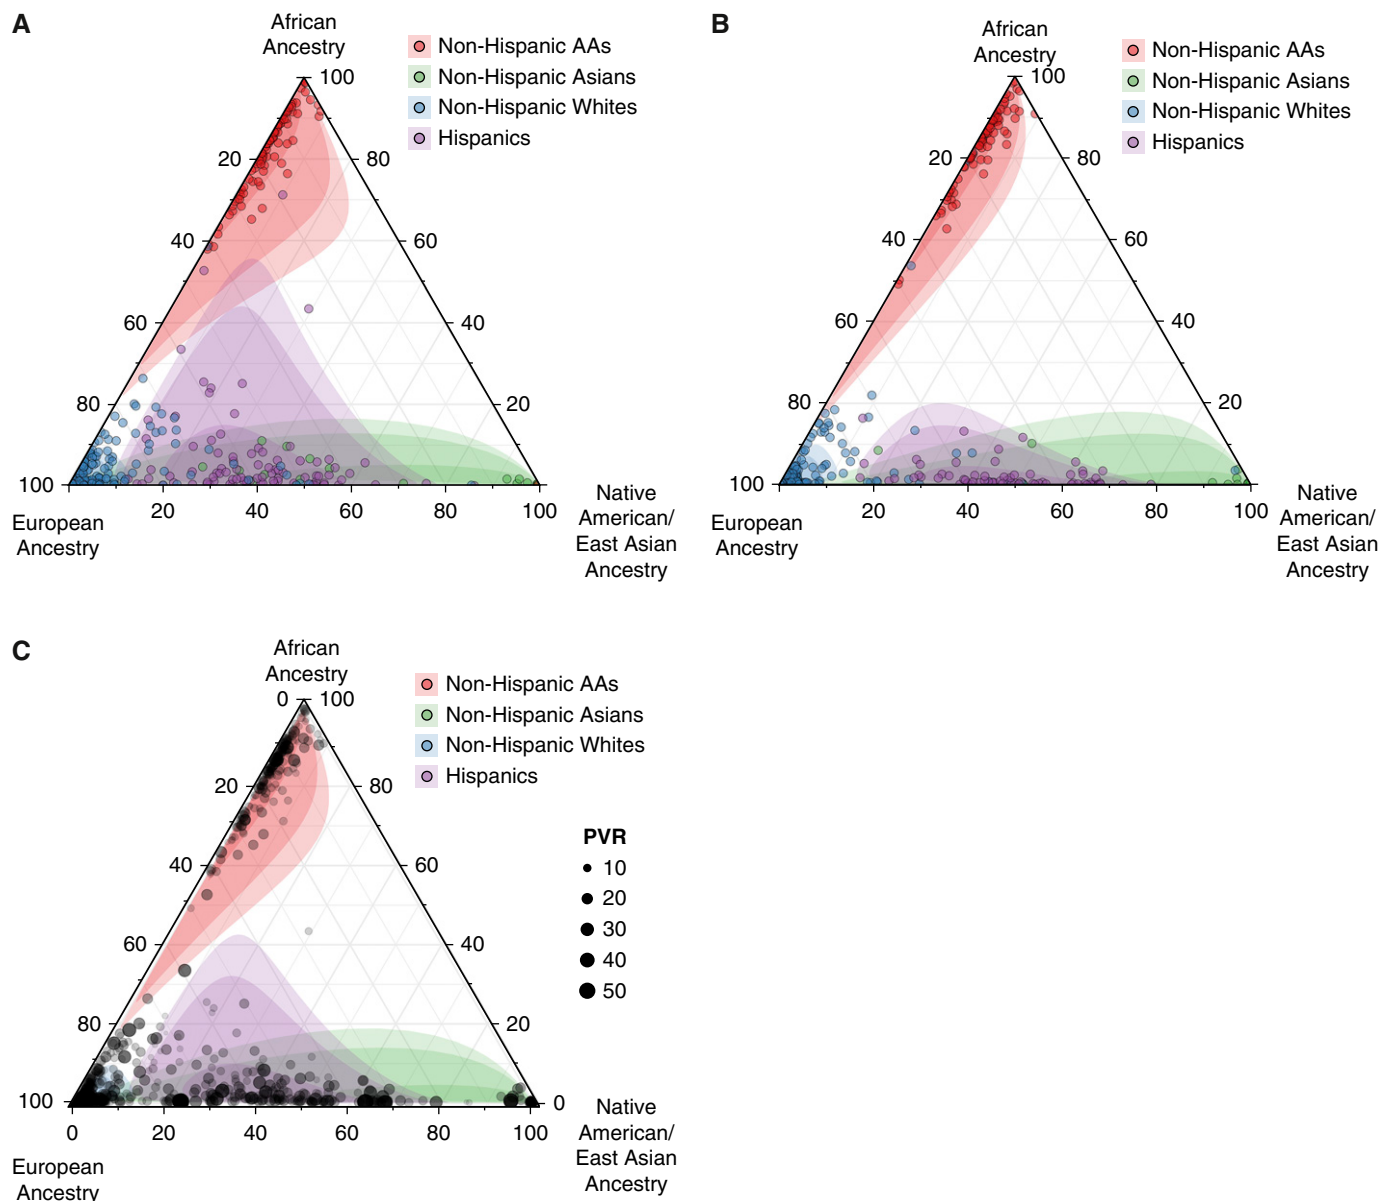 A
African
Ancestry
100
20
80
40
60
60
40
80
20
100
20
40
60
80
100
European
Ancestry
Native
American/
East Asian
Ancestry
Non-Hispanic AAs
Non-Hispanic Asians
Non-Hispanic Whites
Hispanics
B
African
Ancestry
100
20
80
40
60
60
40
80
20
100
20
40
60
80
100
European
Ancestry
Native
American/
East Asian
Ancestry
Non-Hispanic AAs
Non-Hispanic Asians
Non-Hispanic Whites
Hispanics
C
African
Ancestry
0 100
20
80
40
60
60
40
80
20
100
0
0
20
40
60
80
100
European
Ancestry
Native
American/
East Asian
Ancestry
Non-Hispanic AAs
Non-Hispanic Asians
Non-Hispanic Whites
Hispanics
PVR
10
20
30
40
50